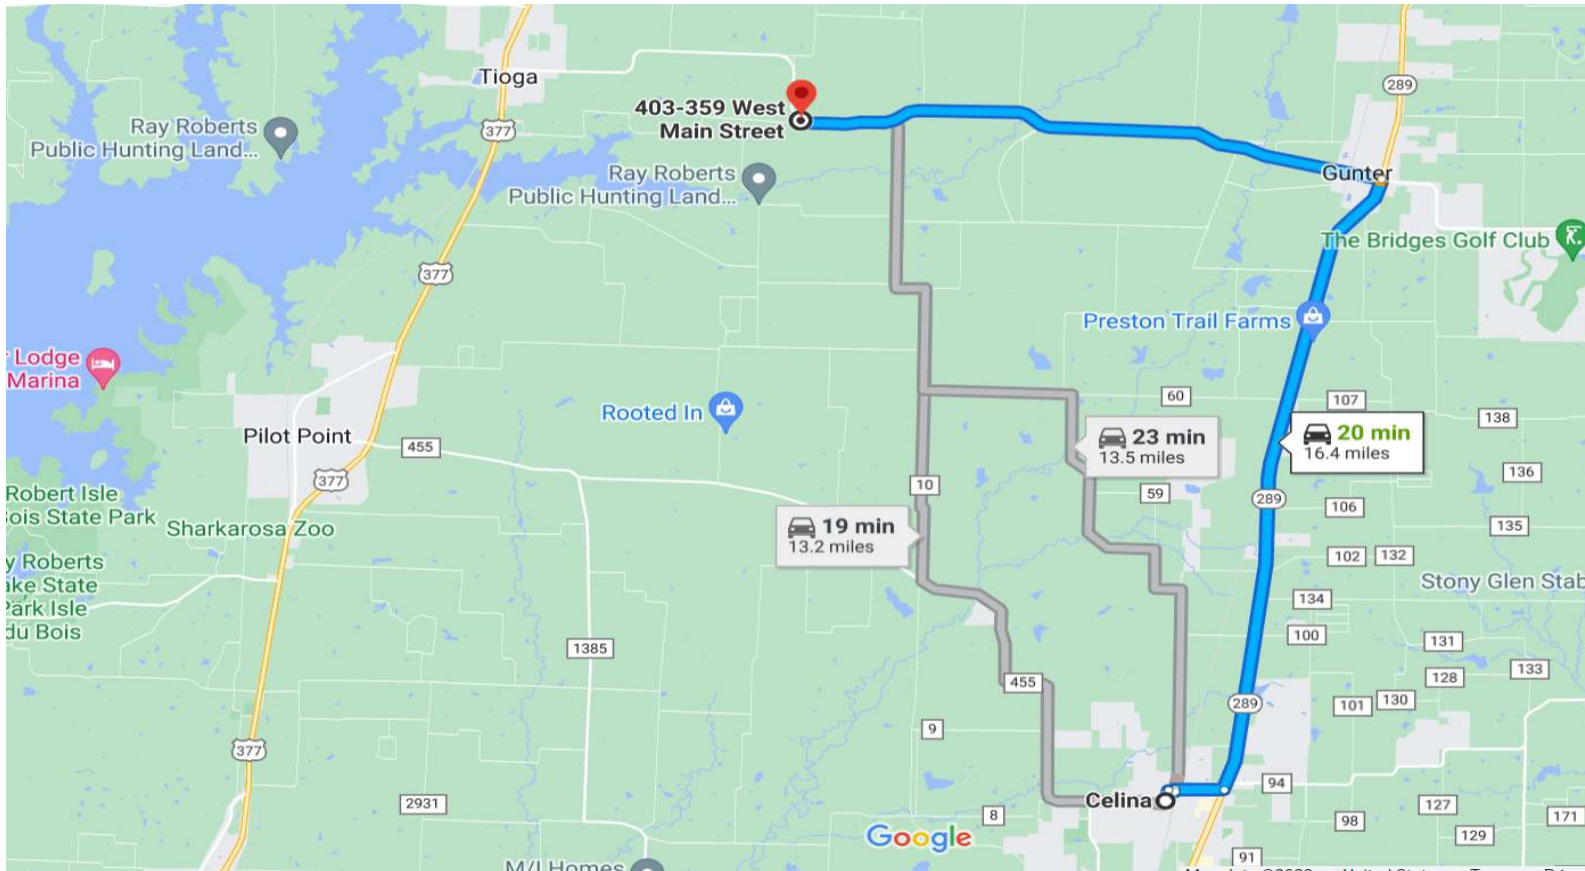 Tioga
377
403-359 West
Main Street
289
Ray Roberts
Public Hunting Land...
Ray Roberts
Public Hunting Land...
Gunter
The Bridges Golf Club
377
Preston Trail Farms
Lodge
Marina
Rooted In
60
107
138
Pilot Point
455
23 min
13.5 miles
20 min
16.4 miles
377
10
59
289
136
Robert Isle
Bois State Park
Sharkarosa Zoo
19 min
13.2 miles
106
135
102
132
Roberts
Lake State
Park Isle
du Bois
Stony Glen
134
100
131
1385
455
128
133
289
101
130
9
377
94
2931
Celina
8
98
127
171
129
Google
91
M/I Homes